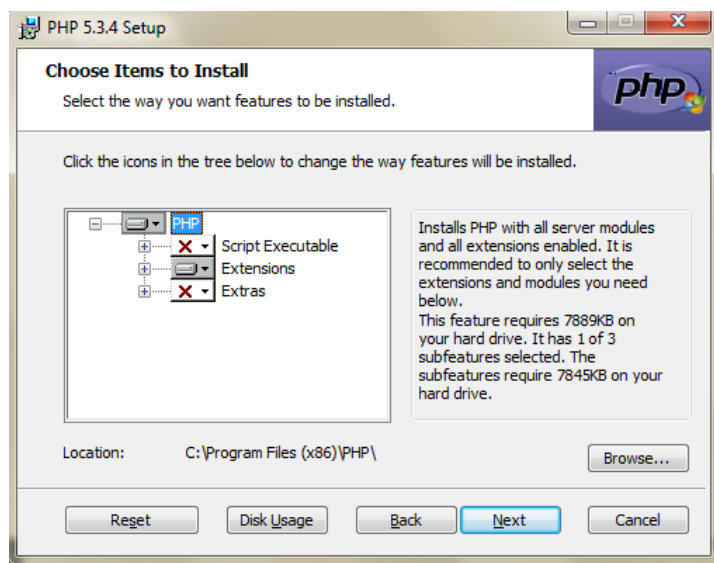 PHP 5.3.4 Setup
Choose Items to Install
Select the way you want features to be installed.
php
Click the icons in the tree below to change the way features will be installed.
PHP
Script Executable
Extensions
Extras
Installs PHP with all server modules
and all extensions enabled. It is
recommended to only select the
extensions and modules you need
below.
This feature requires 7889KB on
your hard drive. It has 1 of 3
subfeatures selected. The
subfeatures require 7845KB on your
hard drive.
Location: C:\Program Files (x86)\PHP\
Browse...
Reset Disk Usage Back Next Cancel